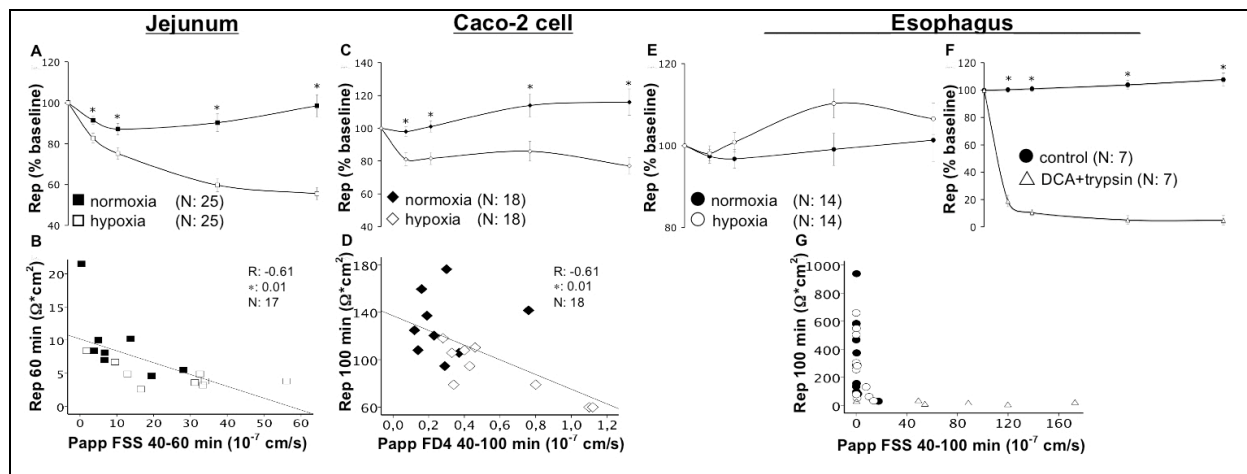 Jejunum
Caco-2 cell
Esophagus
A
120
100
80
60
40
Rep (% baseline)
*
*
*
*
normoxia (N: 25)
hypoxia (N: 25)
C
140
120
100
80
60
40
Rep (% baseline)
*
*
*
*
normoxia (N: 18)
hypoxia (N: 18)
E
120
100
80
Rep (% baseline)
normoxia (N: 14)
hypoxia (N: 14)
F
120
100
80
60
40
20
0
Rep (% baseline)
*
*
*
*
control (N: 7)
DCA+trypsin (N: 7)
B
20
15
10
5
0
Rep 60 min (Ω*cm²)
R: -0.61
*: 0.01
N: 17
0 10 20 30 40 50 60
Papp FSS 40-60 min (10⁻⁷ cm/s)
D
180
140
100
60
Rep 100 min (Ω*cm²)
R: -0.61
*: 0.01
N: 18
0,0 0,2 0,4 0,6 0,8 1,0 1,2
Papp FD4 40-100 min (10⁻⁷ cm/s)
G
1000
800
600
400
200
0
Rep 100 min (Ω*cm²)
0 40 80 120 160
Papp FSS 40-100 min (10⁻⁷ cm/s)